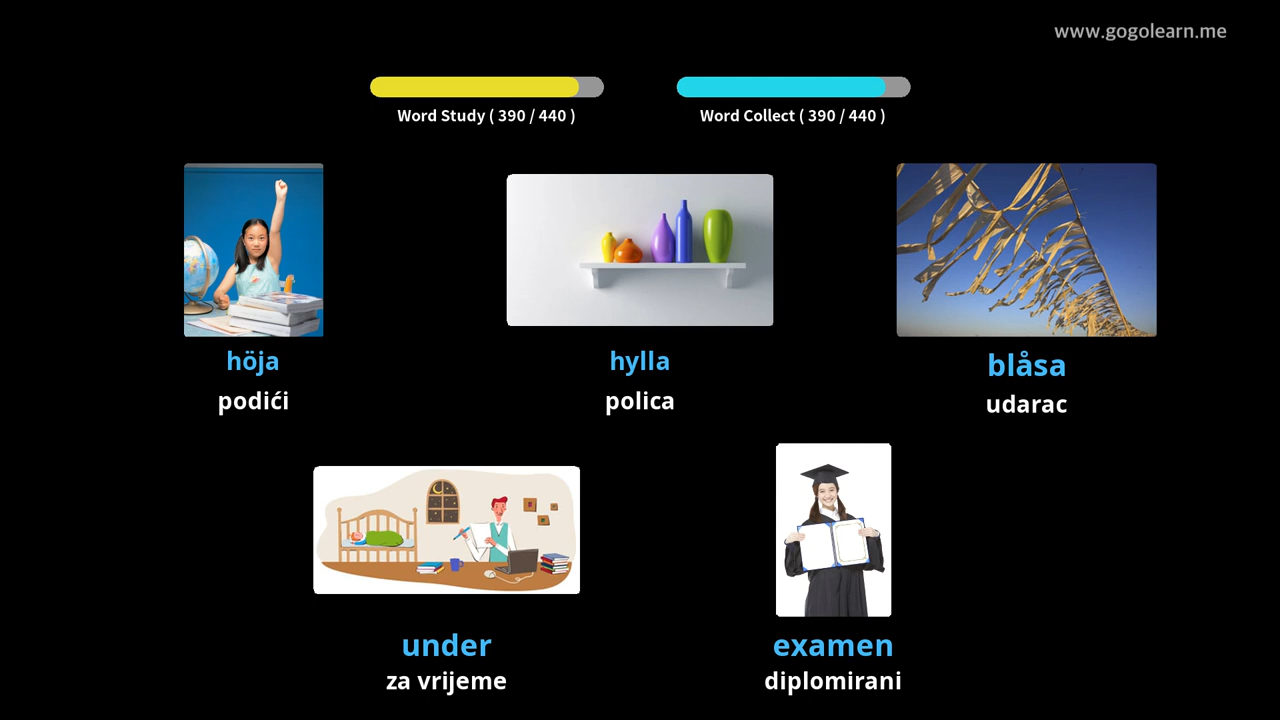 www.gogolearn.me
Word Study ( 390 / 440 )
Word Collect ( 390 / 440 )
höja
hylla
blåsa
podići
polica
udarac
under
examen
za vrijeme
diplomirani